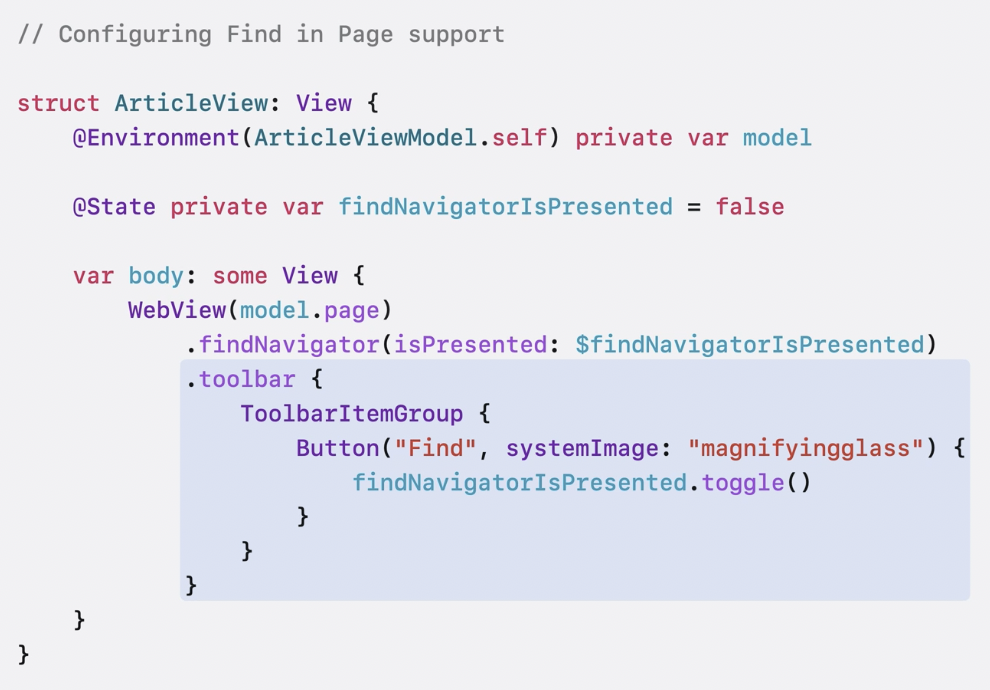 // Configuring Find in Page support
struct ArticleView: View {
    @Environment(ArticleViewModel.self) private var model
    @State private var findNavigatorIsPresented = false
    var body: some View {
        WebView(model.page)
            .findNavigator(isPresented: $findNavigatorIsPresented)
            .toolbar {
                ToolbarItemGroup {
                    Button("Find", systemImage: "magnifyingglass") {
                        findNavigatorIsPresented.toggle()
                    }
                }
            }
    }
}